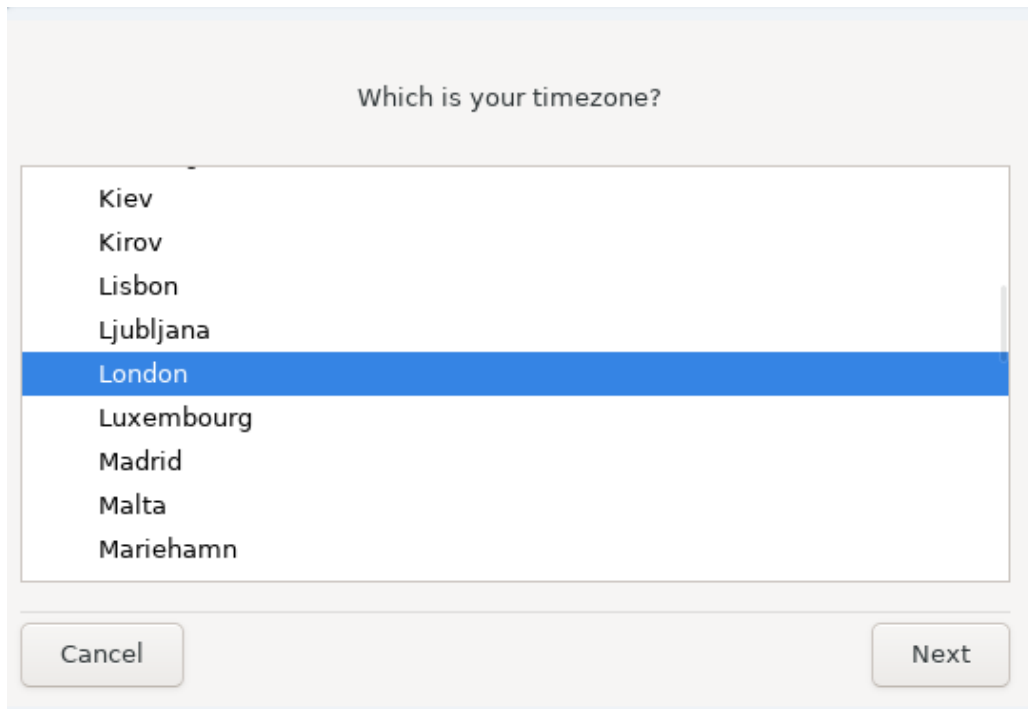 Which is your timezone?
Kiev
Kirov
Lisbon
Ljubljana
London
Luxembourg
Madrid
Malta
Mariehamn
Cancel
Next